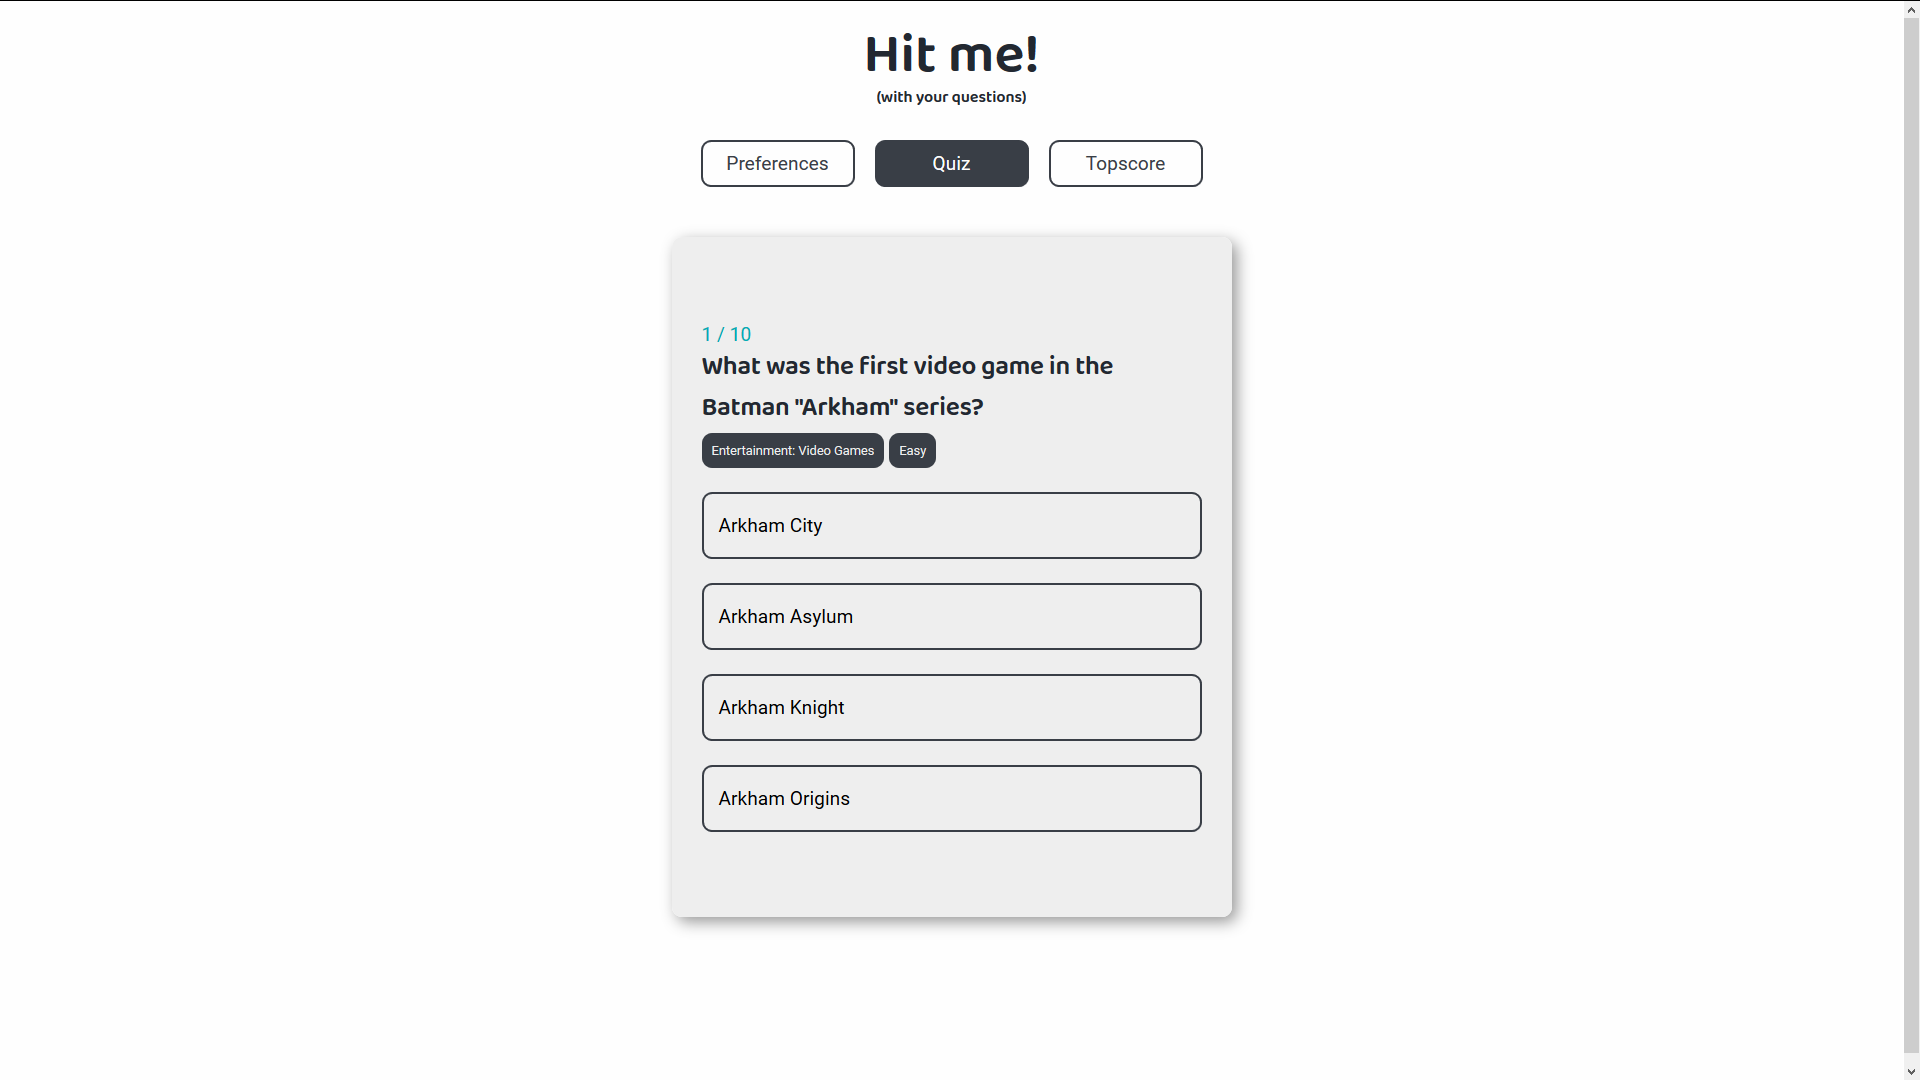 Hit me!
(with your questions)
Preferences
Quiz
Topscore
1 / 10
What was the first video game in the
Batman "Arkham" series?
Entertainment: Video Games
Easy
Arkham City
Arkham Asylum
Arkham Knight
Arkham Origins